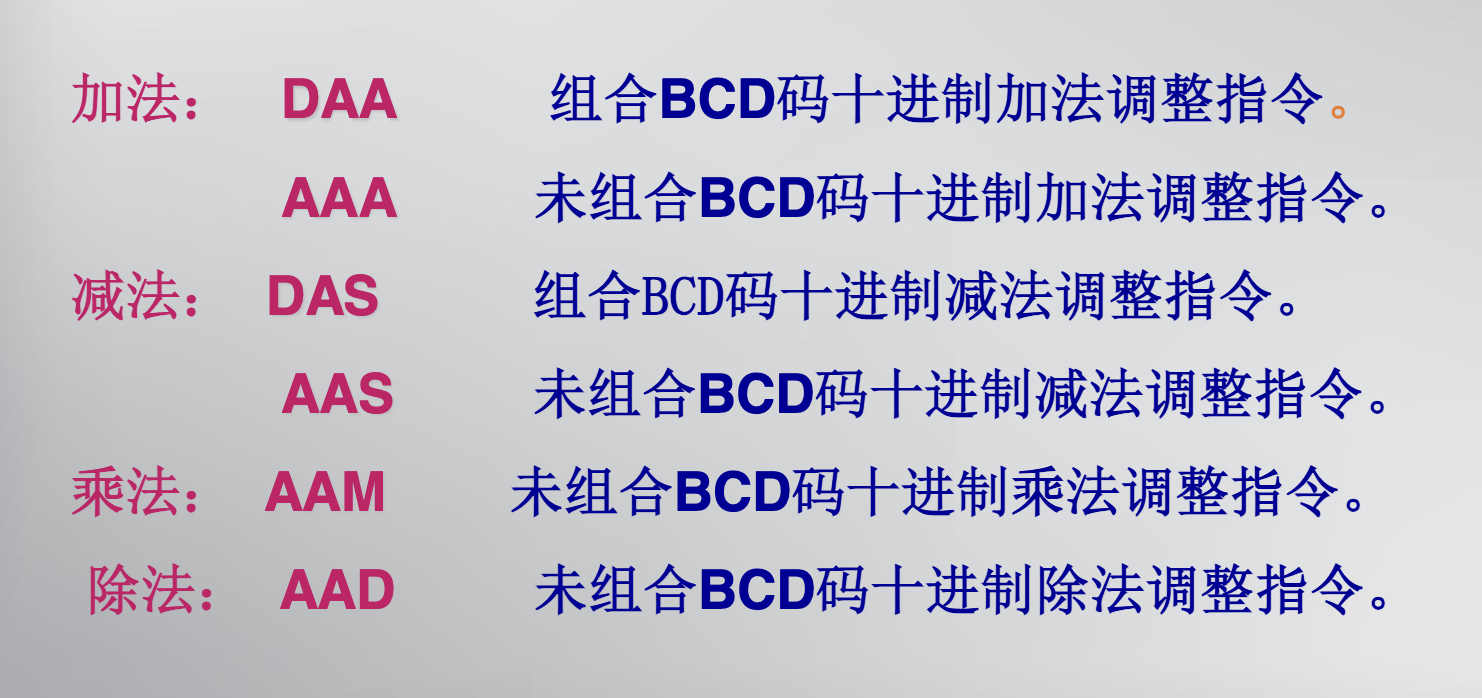 加法： DAA 组合BCD码十进制加法调整指令。
AAA 未组合BCD码十进制加法调整指令。
减法： DAS 组合BCD码十进制减法调整指令。
AAS 未组合BCD码十进制减法调整指令。
乘法： AAM 未组合BCD码十进制乘法调整指令。
除法： AAD 未组合BCD码十进制除法调整指令。